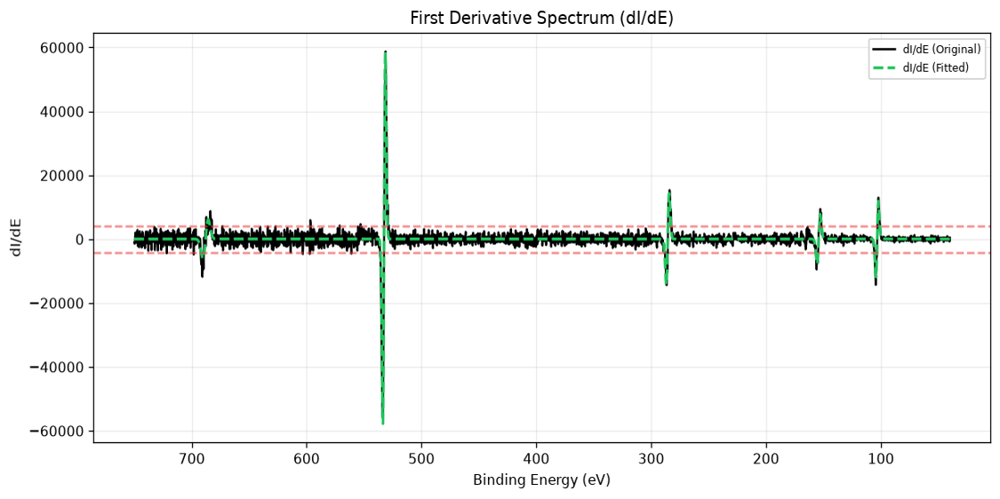 First Derivative Spectrum (dI/dE)
dI/dE (Original)
dI/dE (Fitted)
60000
40000
20000
0
−20000
−40000
−60000
dI/dE
700 600 500 400 300 200 100
Binding Energy (eV)